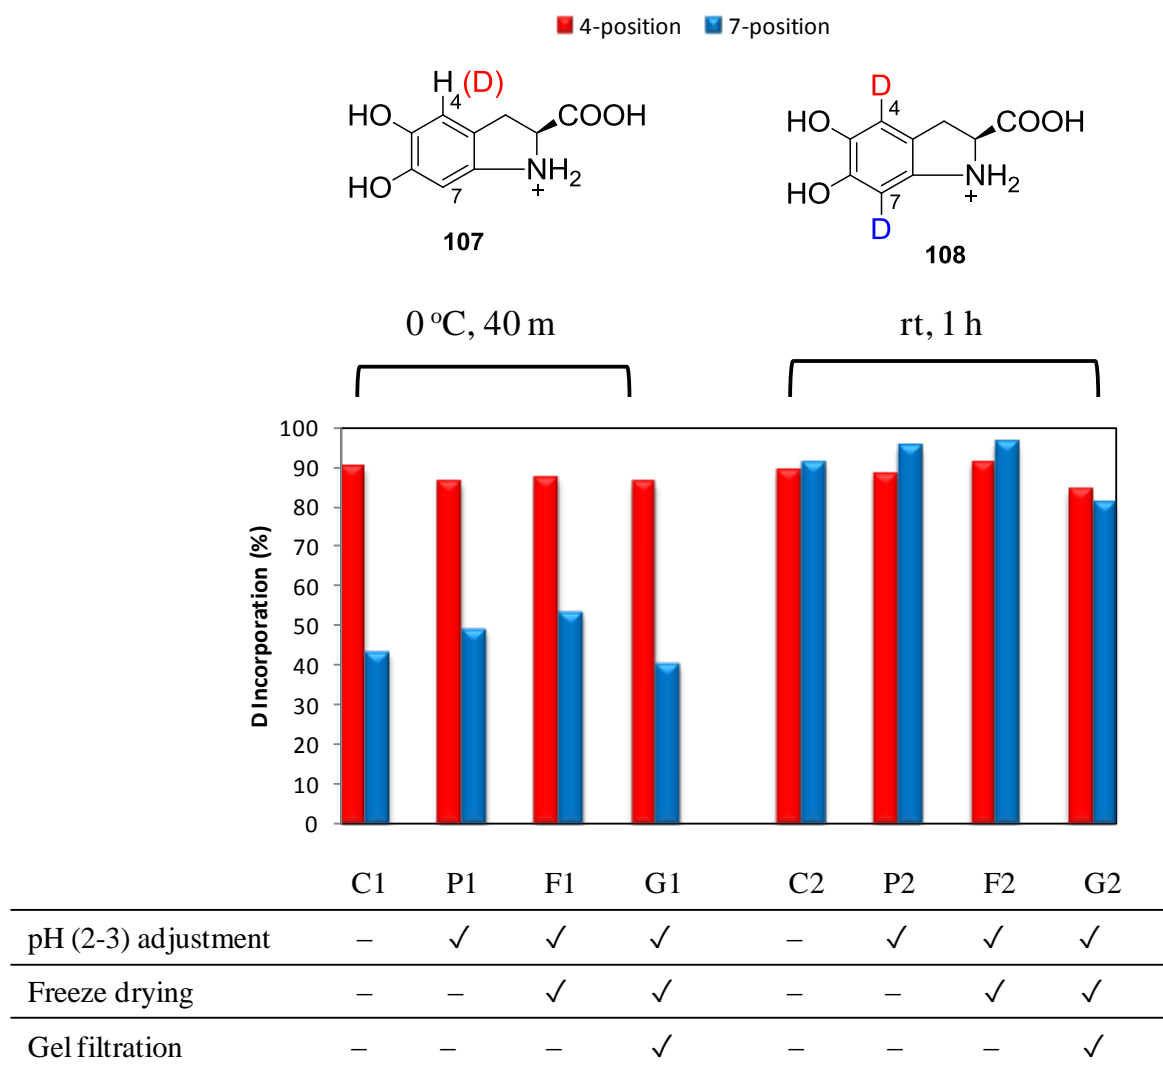 4-position 7-position
H (D)
4
HO
COOH
NH2
+
HO
7
107
D
4
HO
COOH
NH2
+
HO
7
D
108
0 °C, 40 m
rt, 1 h
D Incorporation (%)
100
90
80
70
60
50
40
30
20
10
0
C1 P1 F1 G1 C2 P2 F2 G2
pH (2-3) adjustment – ✓ ✓ ✓ – ✓ ✓ ✓
Freeze drying – – ✓ ✓ – – ✓ ✓
Gel filtration – – – ✓ – – – ✓